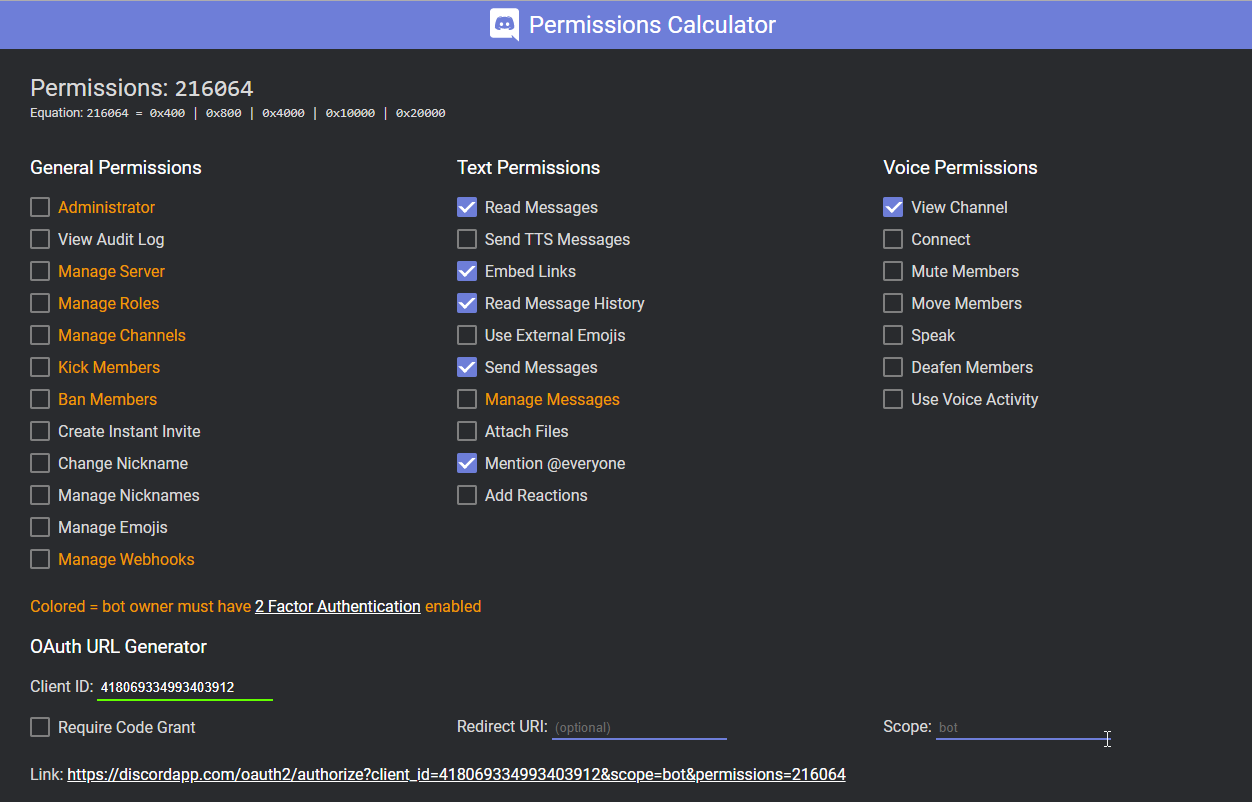 Permissions Calculator
Permissions: 216064
Equation: 216064 = 0x400 | 0x800 | 0x4000 | 0x10000 | 0x20000
General Permissions
Administrator
View Audit Log
Manage Server
Manage Roles
Manage Channels
Kick Members
Ban Members
Create Instant Invite
Change Nickname
Manage Nicknames
Manage Emojis
Manage Webhooks
Text Permissions
Read Messages
Send TTS Messages
Embed Links
Read Message History
Use External Emojis
Send Messages
Manage Messages
Attach Files
Mention @everyone
Add Reactions
Voice Permissions
View Channel
Connect
Mute Members
Move Members
Speak
Deafen Members
Use Voice Activity
Colored = bot owner must have 2 Factor Authentication enabled
OAuth URL Generator
Client ID: 418069334993403912
Require Code Grant
Redirect URI: (optional)
Scope: bot
Link: https://discordapp.com/oauth2/authorize?client_id=418069334993403912&scope=bot&permissions=216064